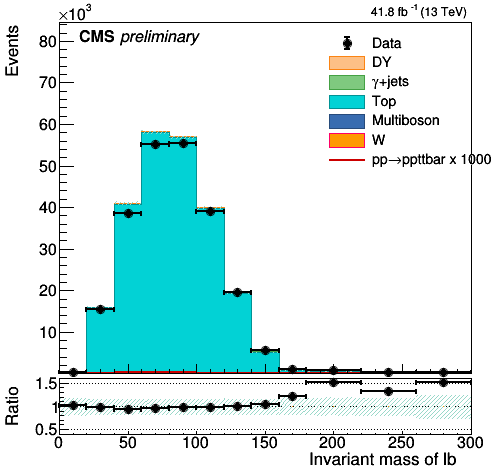 ×10³
41.8 fb⁻¹ (13 TeV)
Events
CMS preliminary
Data
DY
γ+jets
Top
Multiboson
W
pp→ppttbar x 1000
80
70
60
50
40
30
20
10
Ratio
1.5
1
0.5
0 50 100 150 200 250 300
Invariant mass of lb